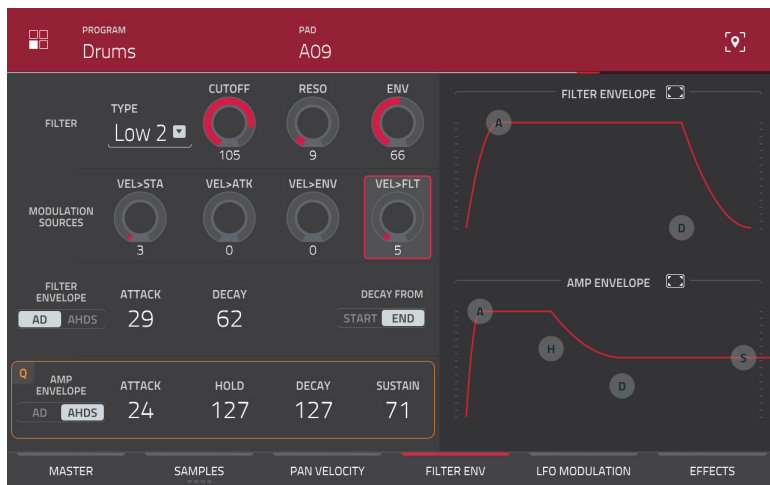 PROGRAM
Drums
PAD
A09
FILTER
TYPE
Low 2
CUTOFF
105
RESO
9
ENV
66
MODULATION
SOURCES
VEL>STA
3
VEL>ATK
0
VEL>ENV
0
VEL>FLT
5
FILTER
ENVELOPE
AD AHDS
ATTACK
29
DECAY
62
DECAY FROM
START END
Q
AMP
ENVELOPE
AD AHDS
ATTACK
24
HOLD
127
DECAY
127
SUSTAIN
71
FILTER ENVELOPE
A
D
AMP ENVELOPE
A
H
D
S
MASTER
SAMPLES
PAN VELOCITY
FILTER ENV
LFO MODULATION
EFFECTS